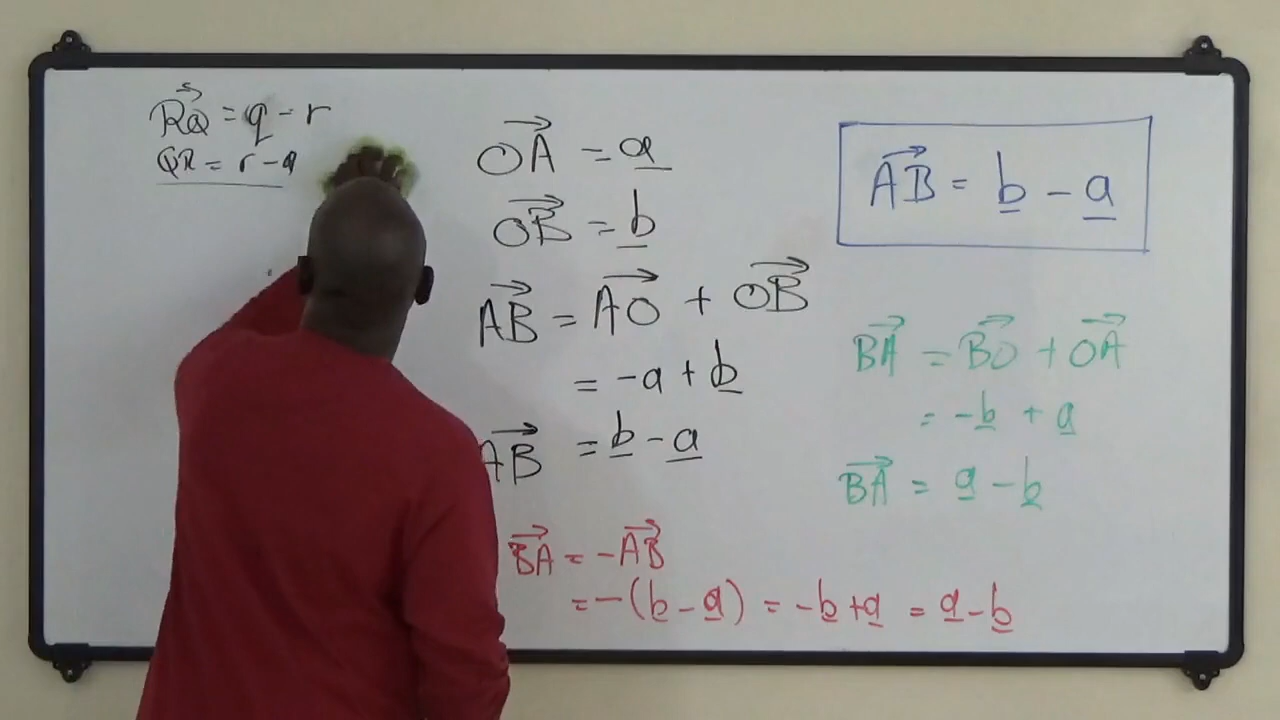 RQ⃗ = q - r
QR = r - q
OA⃗ = a
OB⃗ = b
AB⃗ = AO⃗ + OB⃗
= -a + b
AB⃗ = b - a
BA⃗ = -AB⃗
= -(b - a) = -b + a = a - b
AB⃗ = b - a
BA⃗ = BO⃗ + OA⃗
= -b + a
BA⃗ = a - b